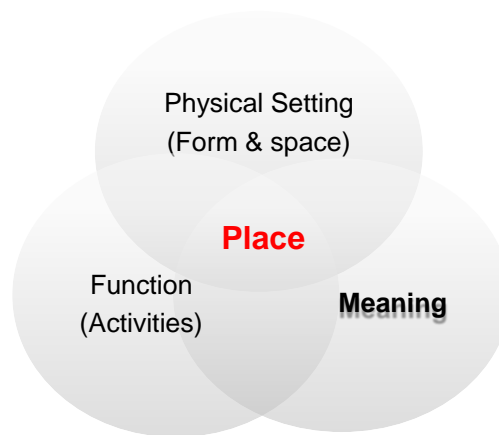 Physical Setting
(Form & space)
Place
Function
(Activities)
Meaning